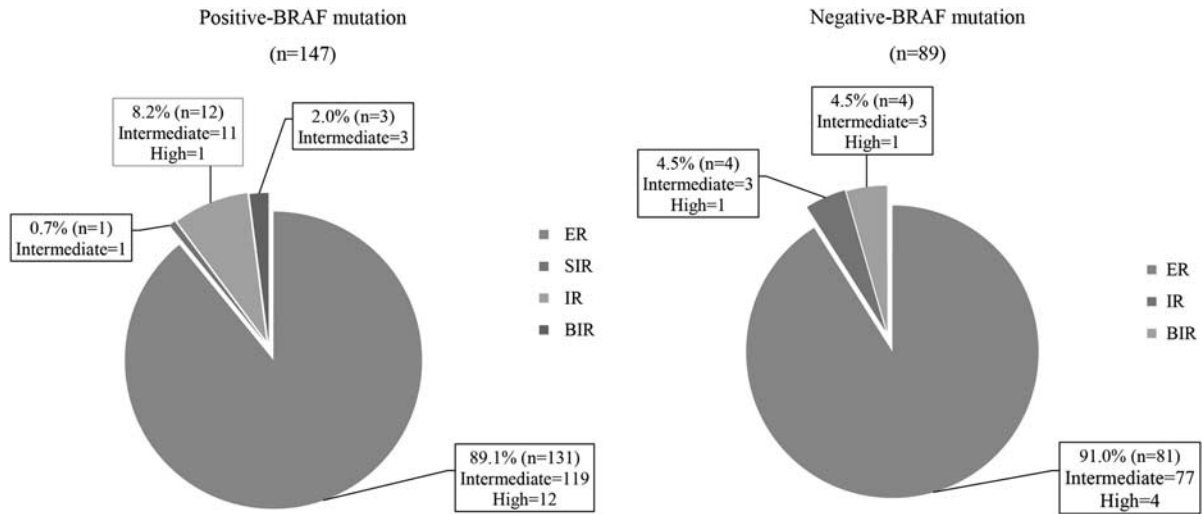 Positive-BRAF mutation
(n=147)
8.2% (n=12)
Intermediate=11
High=1
2.0% (n=3)
Intermediate=3
0.7% (n=1)
Intermediate=1
ER
SIR
IR
BIR
89.1% (n=131)
Intermediate=119
High=12
Negative-BRAF mutation
(n=89)
4.5% (n=4)
Intermediate=3
High=1
4.5% (n=4)
Intermediate=3
High=1
ER
IR
BIR
91.0% (n=81)
Intermediate=77
High=4